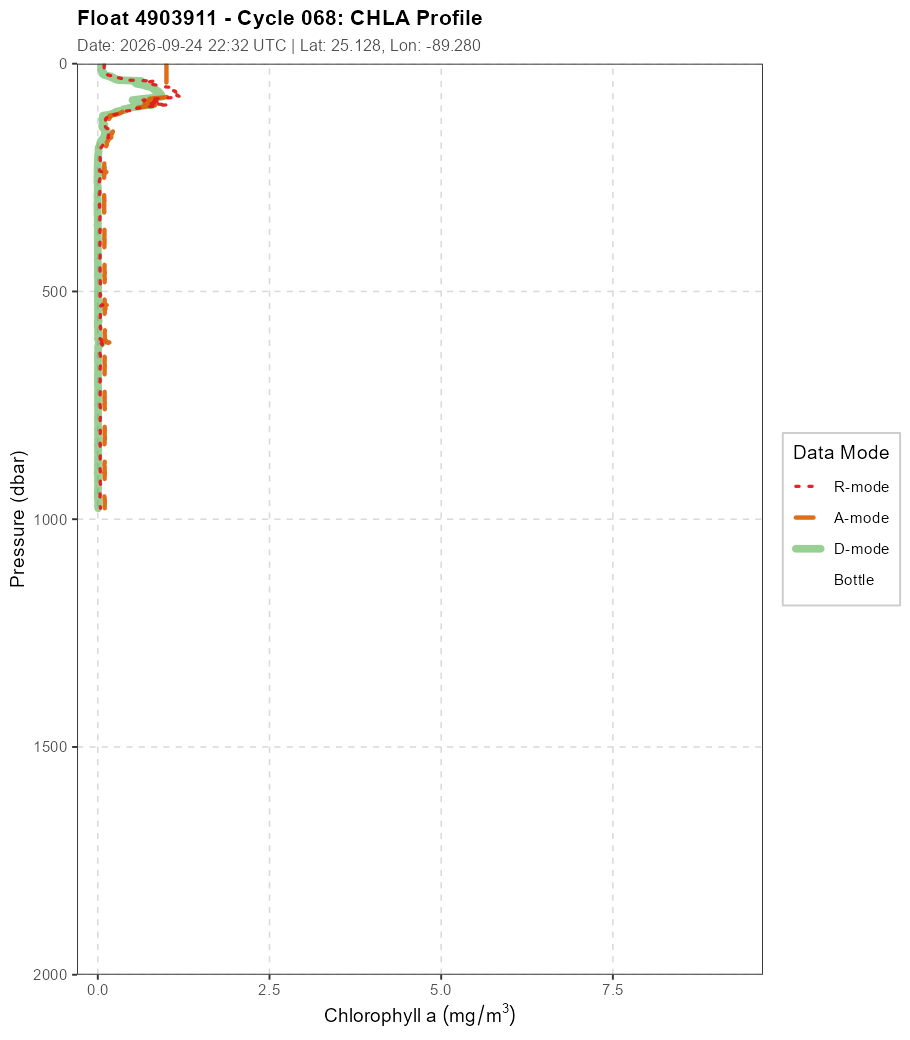 Float 4903911 - Cycle 068: CHLA Profile
Date: 2026-09-24 22:32 UTC | Lat: 25.128, Lon: -89.280
0
500
1000
1500
2000
Pressure (dbar)
0.0 2.5 5.0 7.5
Chlorophyll a (mg/m³)
Data Mode
R-mode
A-mode
D-mode
Bottle